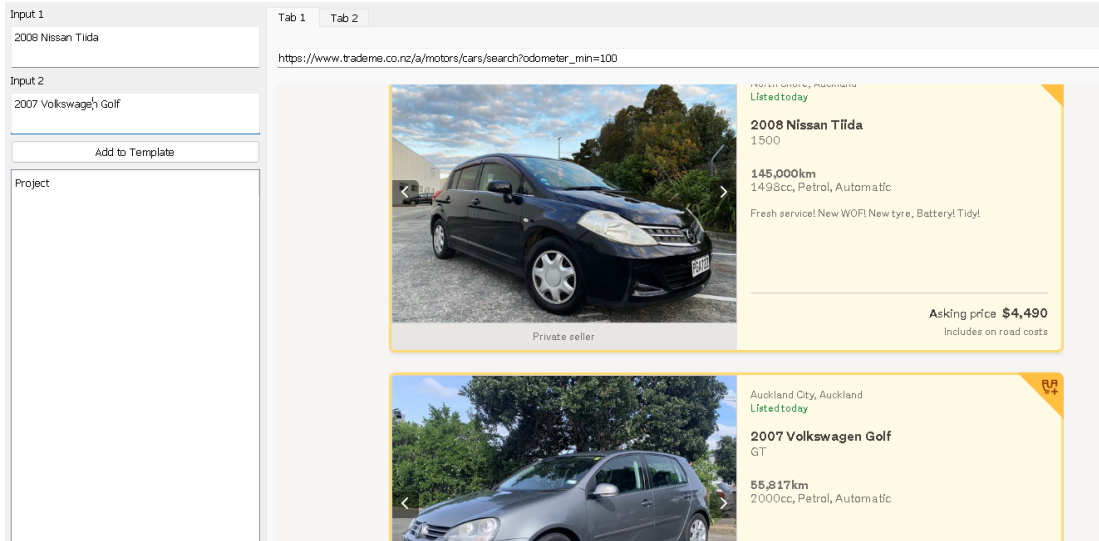 Input 1
2008 Nissan Tiida
Input 2
2007 Volkswagen Golf
Add to Template
Project
Tab 1
Tab 2
https://www.trademe.co.nz/a/motors/cars/search?odometer_min=100
North Shore, Auckland
Listed today
2008 Nissan Tiida
1500
145,000km
1498cc, Petrol, Automatic
Fresh service! New WOF! New tyre, Battery! Tidy!
Asking price $4,490
Includes on road costs
Private seller
Auckland City, Auckland
Listed today
2007 Volkswagen Golf
GT
55,817km
2000cc, Petrol, Automatic